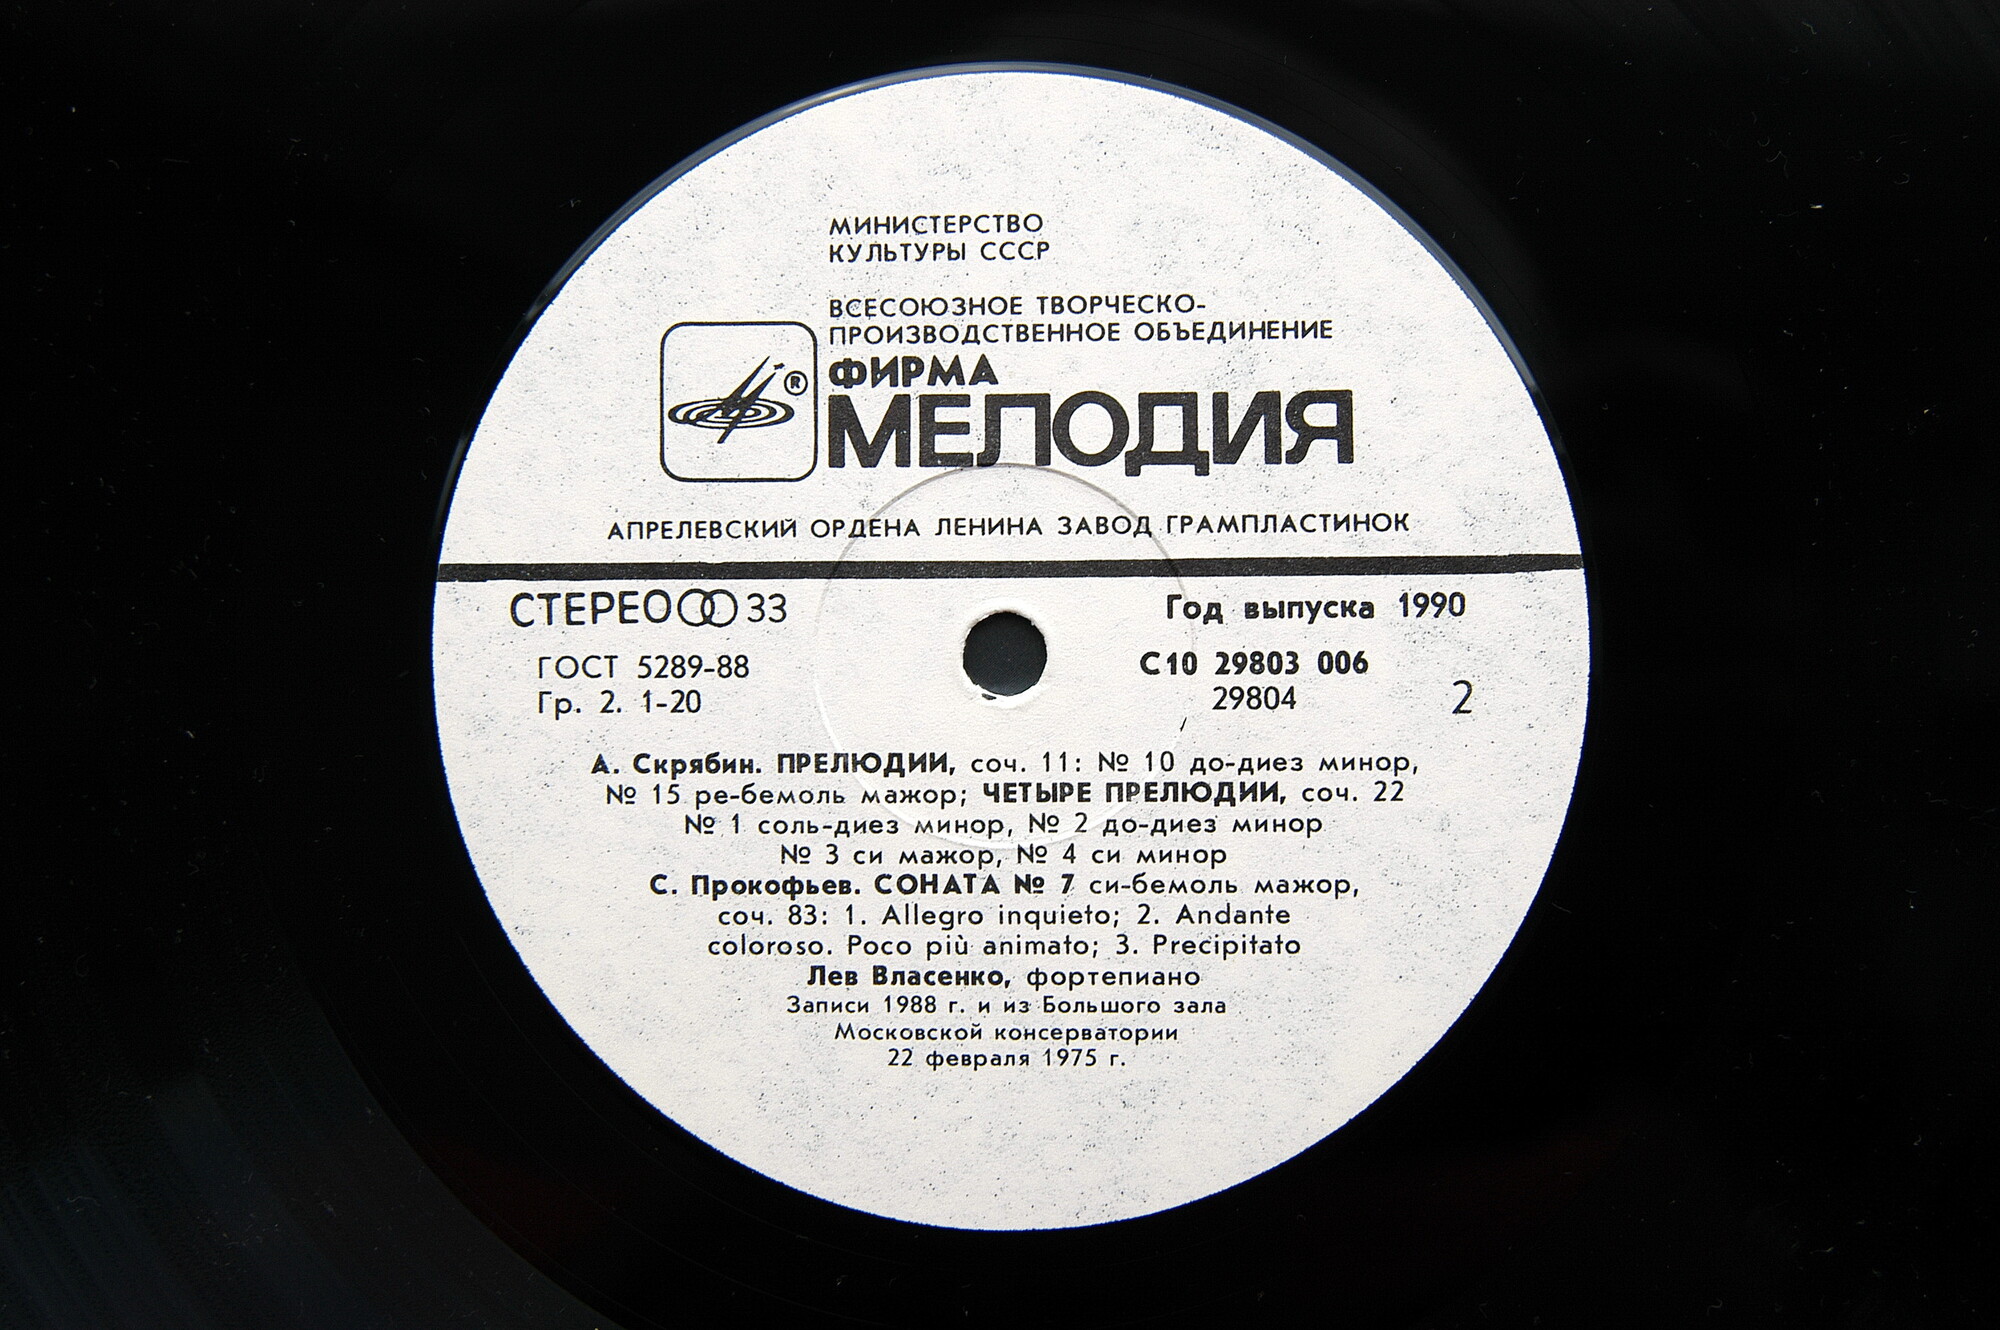 МИНИСТЕРСТВО
КУЛЬТУРЫ СССР
ВСЕСОЮЗНОЕ ТВОРЧЕСКО-
ПРОИЗВОДСТВЕННОЕ ОБЪЕДИНЕНИЕ
ФИРМА
®
МЕЛОДИЯ
АПРЕЛЕВСКИЙ ОРДЕНА ЛЕНИНА ЗАВОД ГРАМПЛАСТИНОК
СТЕРЕО 33
Год выпуска 1990
ГОСТ 5289-88
С10 29803 006
Гр. 2. 1-20
29804
2
А. Скрябин. ПРЕЛЮДИИ, соч. 11: № 10 до-диез минор,
№ 15 ре-бемоль мажор; ЧЕТЫРЕ ПРЕЛЮДИИ, соч. 22
№ 1 соль-диез минор, № 2 до-диез минор
№ 3 си мажор, № 4 си минор
С. Прокофьев. СОНАТА № 7 си-бемоль мажор,
соч. 83: 1. Allegro inquieto; 2. Andante
coloroso. Poco più animato; 3. Precipitato
Лев Власенко, фортепиано
Записи 1988 г. и из Большого зала
Московской консерватории
22 февраля 1975 г.